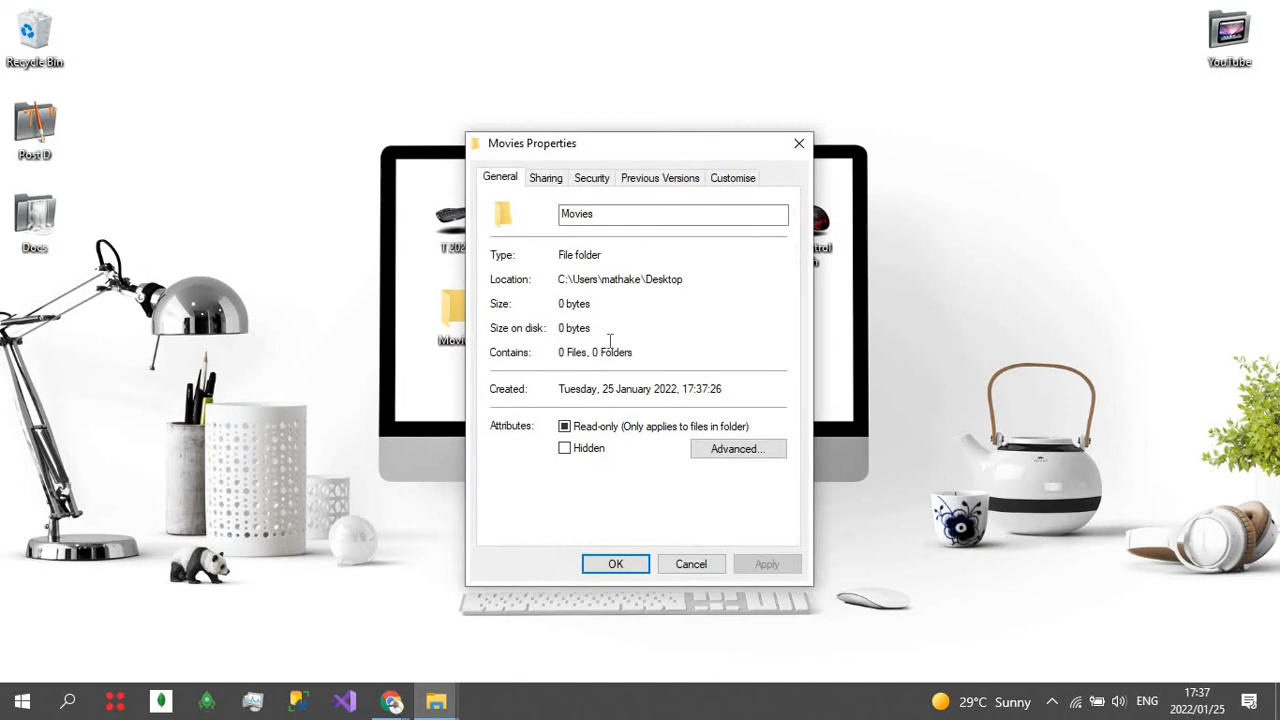 Recycle Bin
YouTube
Post D
Docs
T 202
Movi
Movies Properties
General Sharing Security Previous Versions Customise
Movies
Type: File folder
Location: C:\Users\mathake\Desktop
Size: 0 bytes
Size on disk: 0 bytes
Contains: 0 Files, 0 Folders
Created: Tuesday, 25 January 2022, 17:37:26
Attributes: Read-only (Only applies to files in folder)
Hidden Advanced...
OK Cancel Apply
29°C Sunny ENG 17:37
2022/01/25